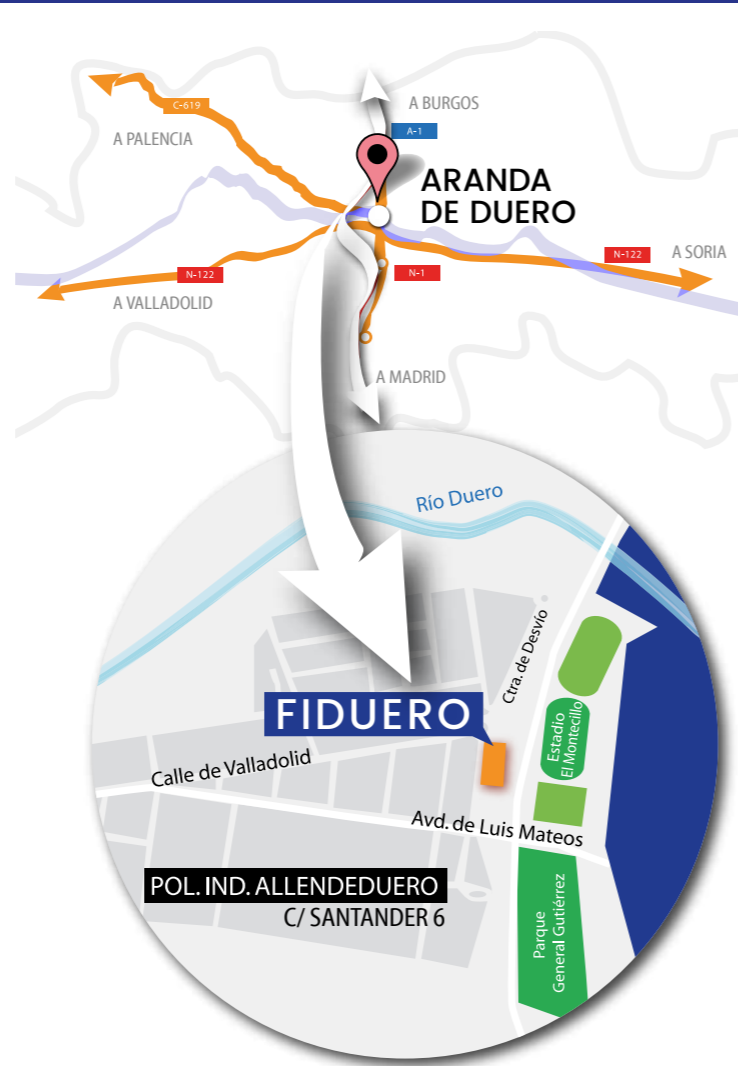 A BURGOS
C-619
A-1
A PALENCIA
ARANDA
DE DUERO
A SORIA
N-122
N-122
N-1
A VALLADOLID
A MADRID
Río Duero
Ctra. de Desvío
FIDUERO
Estadio
El Montecillo
Calle de Valladolid
Avd. de Luis Mateos
POL. IND. ALLENDEDUERO
C/ SANTANDER 6
Parque
General Gutiérrez